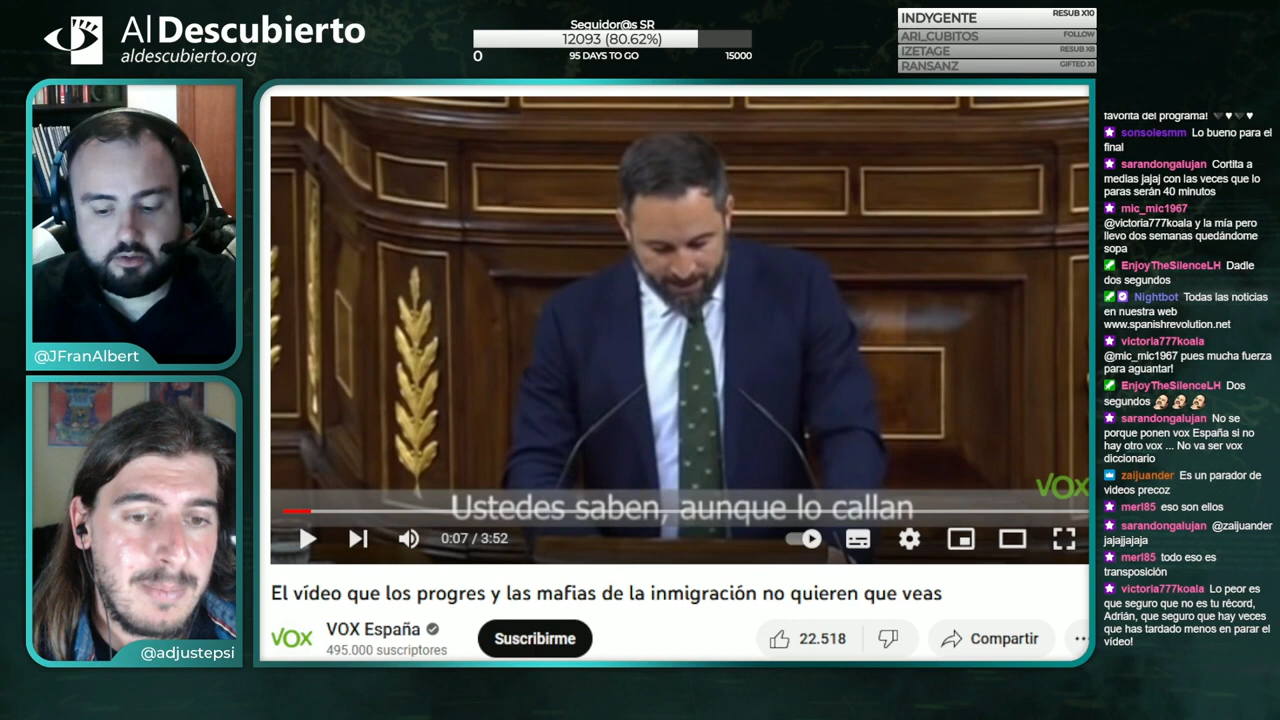 Al Descubierto
aldescubierto.org
Seguidor@s SR
12093 (80.62%)
0
95 DAYS TO GO
15000
INDYGENTE RESUB X10
ARI_CUBITOS FOLLOW
IZETAGE RESUB X8
RANSANZ GIFTED X1
@JFranAlbert
@adjustepsi
VOX
Ustedes saben, aunque lo callan
0:07 / 3:52
El vídeo que los progres y las mafias de la inmigración no quieren que veas
VOX
VOX España
495.000 suscriptores
Suscribirme
22.518
Compartir
favorita del programa!
sonsolesmm Lo bueno para el
final
sarandongalujan Cortita a
medias jajaj con las veces que lo
paras serán 40 minutos
mic_mic1967
@victoria777koala y la mía pero
llevo dos semanas quedándome
sopa
EnjoyTheSilenceLH Dadle
dos segundos
Nightbot Todas las noticias
en nuestra web
www.spanishrevolution.net
victoria777koala
@mic_mic1967 pues mucha fuerza
para aguantar!
EnjoyTheSilenceLH Dos
segundos
sarandongalujan No se
porque ponen vox España si no
hay otro vox ... No va ser vox
diccionario
zaijuander Es un parador de
videos precoz
merl85 eso son ellos
sarandongalujan @zaijuander
jajajjajaja
merl85 todo eso es
transposición
victoria777koala Lo peor es
que seguro que no es tu récord,
Adrián, que seguro que hay veces
que has tardado menos en parar el
vídeo!